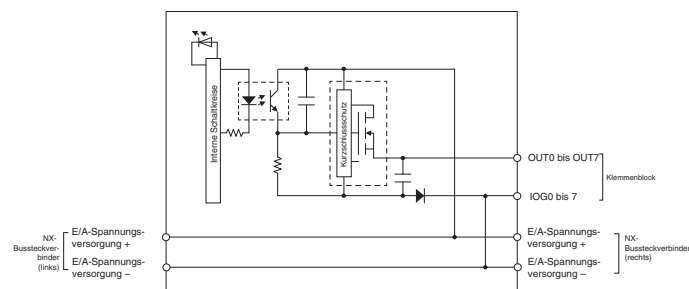 Interne Schaltkreise
Kurzschlussschutz
OUT0 bis OUT7
Klemmenblock
IOG0 bis 7
NX-
Bussteckver-
binder
(links)
E/A-Spannungs-
versorgung +
E/A-Spannungs-
versorgung –
E/A-Spannungs-
versorgung +
E/A-Spannungs-
versorgung –
NX-
Bussteckverbinder
(rechts)